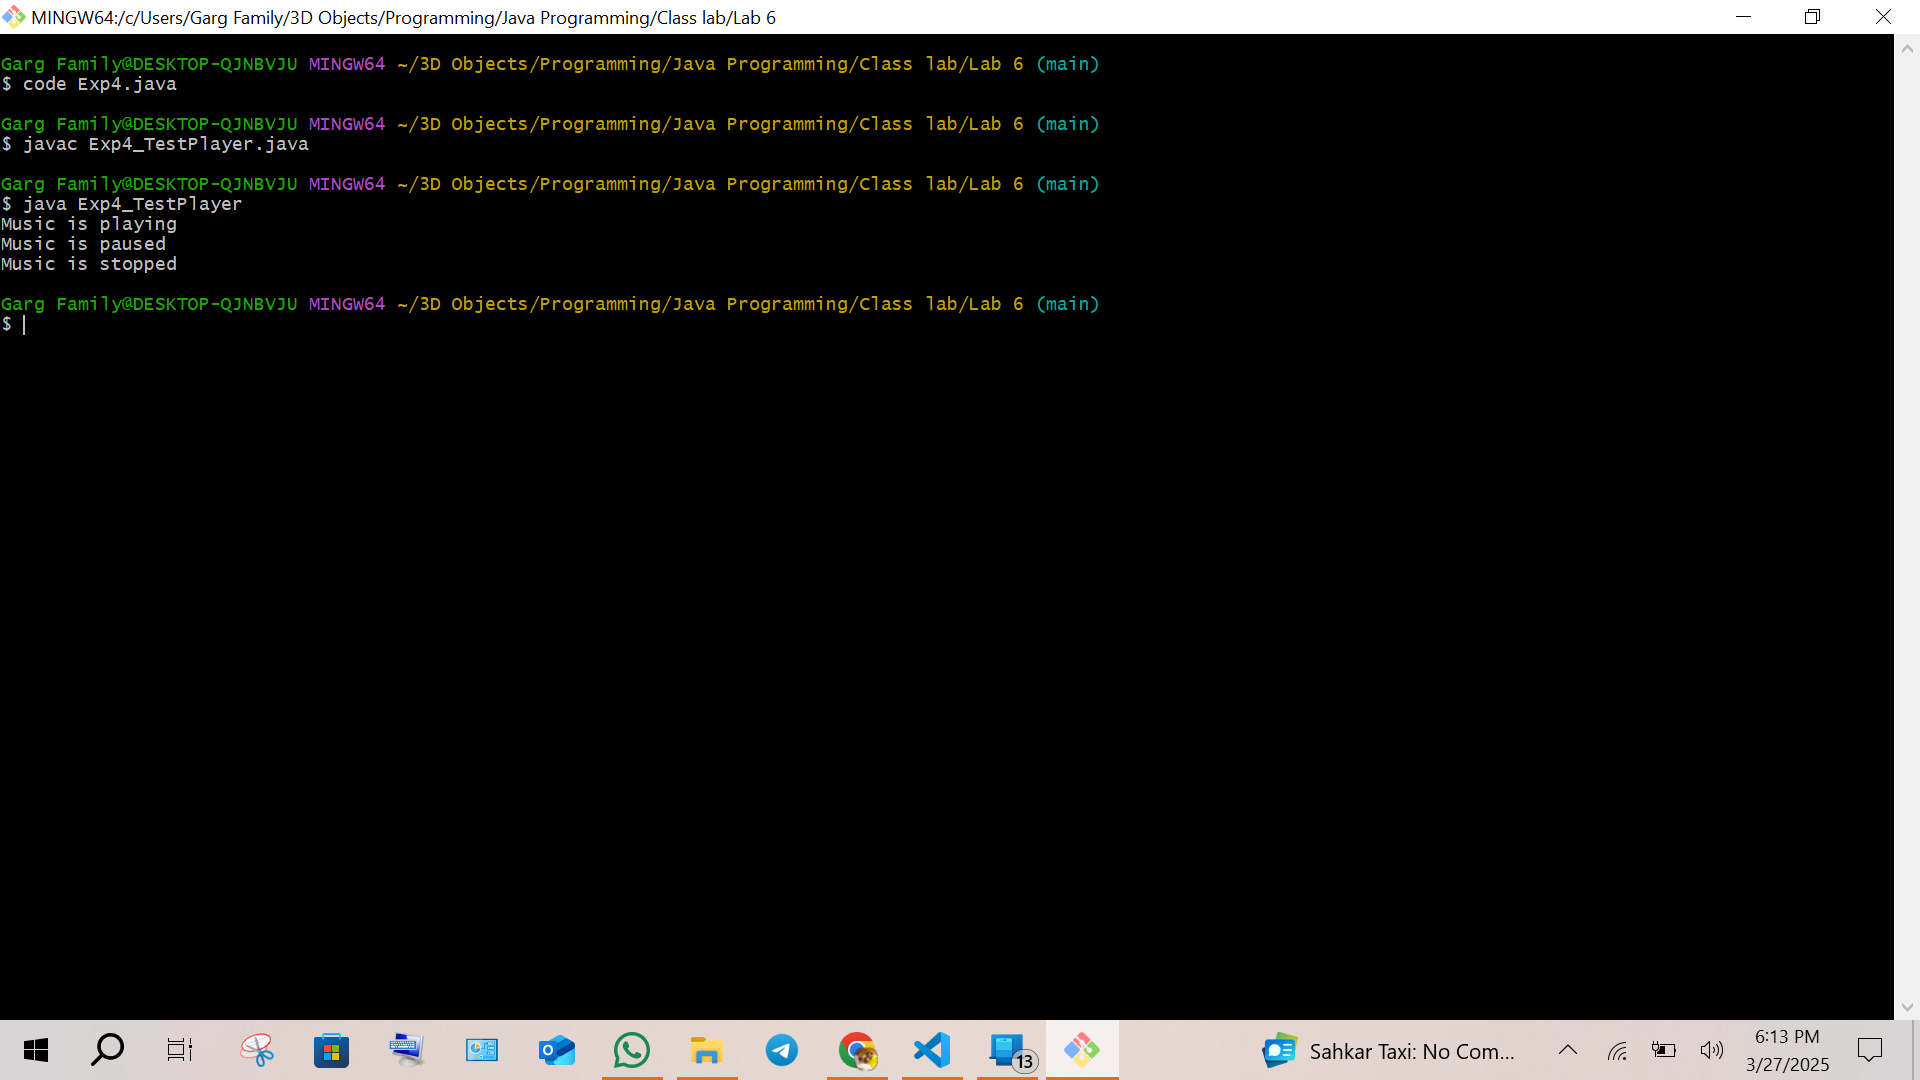 MINGW64:/c/Users/Garg Family/3D Objects/Programming/Java Programming/Class lab/Lab 6
Garg Family@DESKTOP-QJNBVJU MINGW64 ~/3D Objects/Programming/Java Programming/Class lab/Lab 6 (main)
$ code Exp4.java
Garg Family@DESKTOP-QJNBVJU MINGW64 ~/3D Objects/Programming/Java Programming/Class lab/Lab 6 (main)
$ javac Exp4_TestPlayer.java
Garg Family@DESKTOP-QJNBVJU MINGW64 ~/3D Objects/Programming/Java Programming/Class lab/Lab 6 (main)
$ java Exp4_TestPlayer
Music is playing
Music is paused
Music is stopped
Garg Family@DESKTOP-QJNBVJU MINGW64 ~/3D Objects/Programming/Java Programming/Class lab/Lab 6 (main)
$
13
Sahkar Taxi: No Com...
6:13 PM
3/27/2025